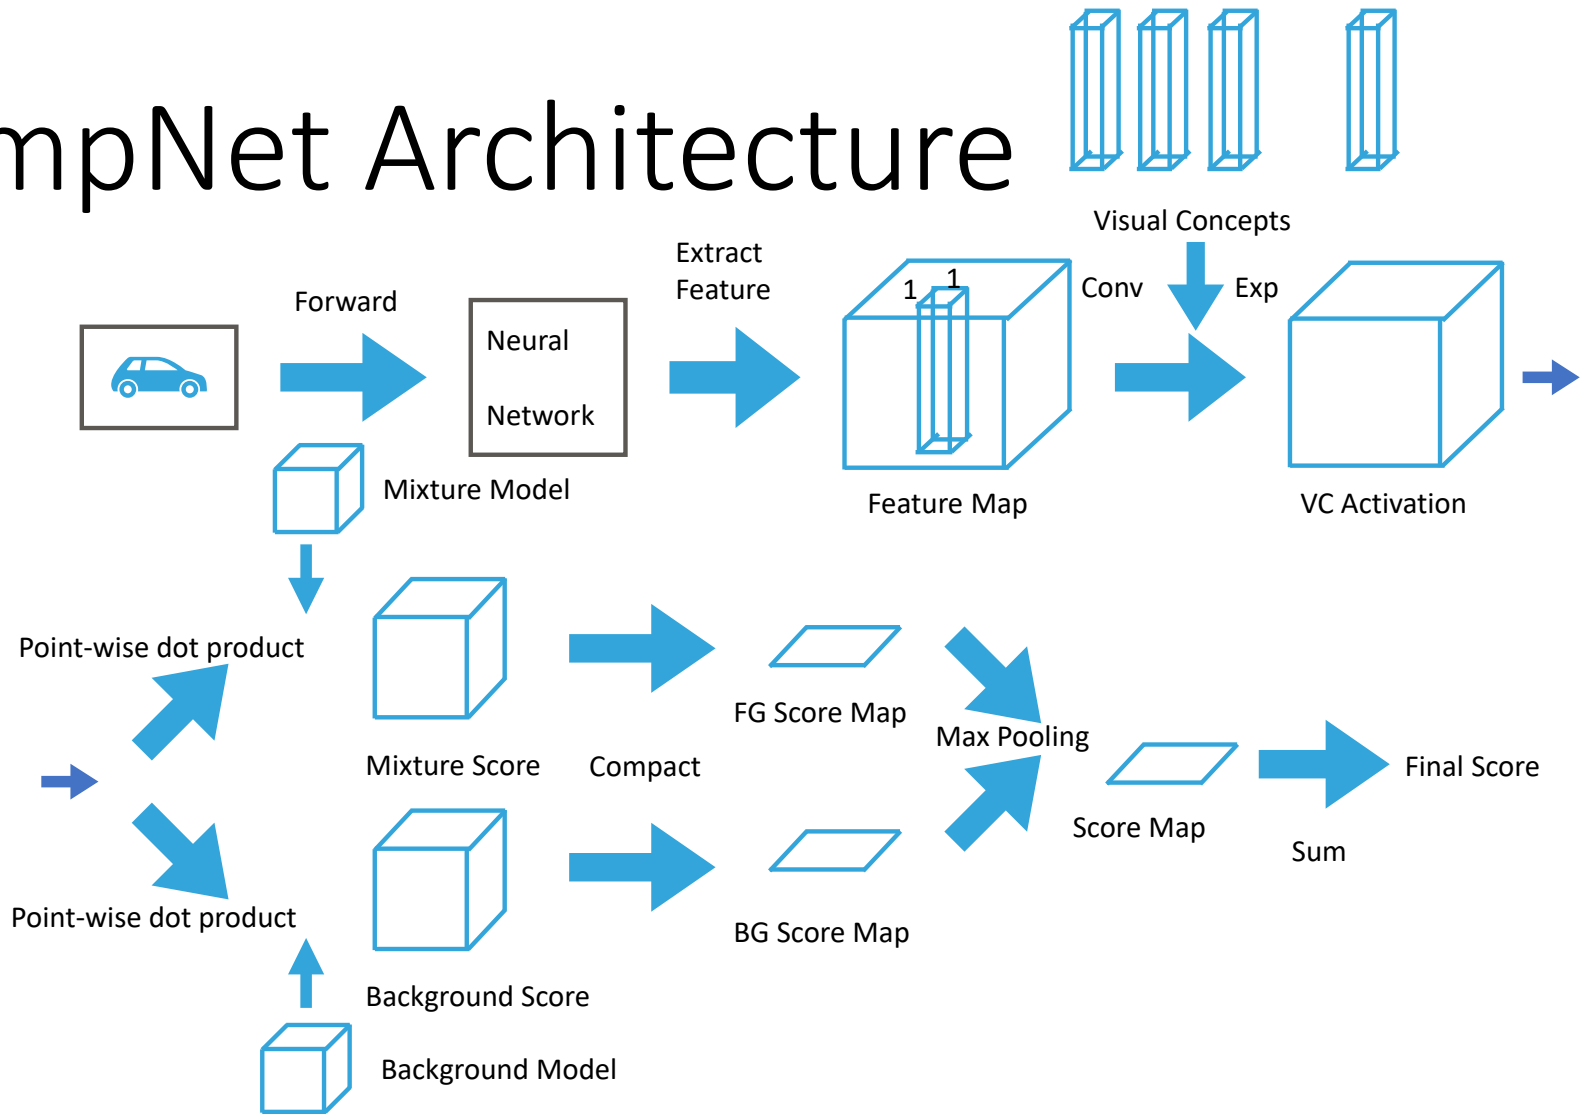 mpNet Architecture
Visual Concepts
Forward
Extract
Feature
1
1
Conv
Exp
Neural
Network
Mixture Model
Feature Map
VC Activation
Point-wise dot product
FG Score Map
Max Pooling
Mixture Score
Compact
Final Score
Score Map
Sum
Point-wise dot product
BG Score Map
Background Score
Background Model